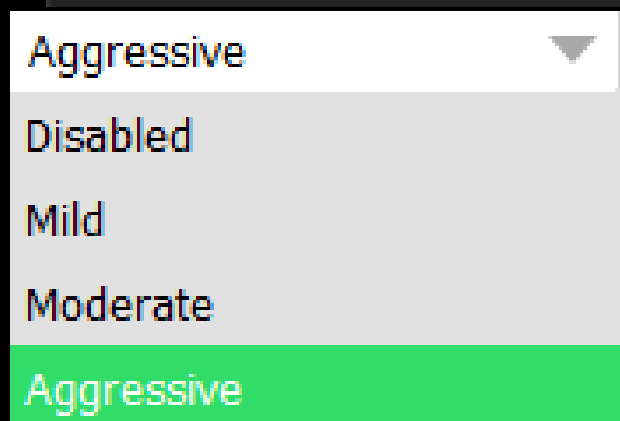 Aggressive
Disabled
Mild
Moderate
Aggressive